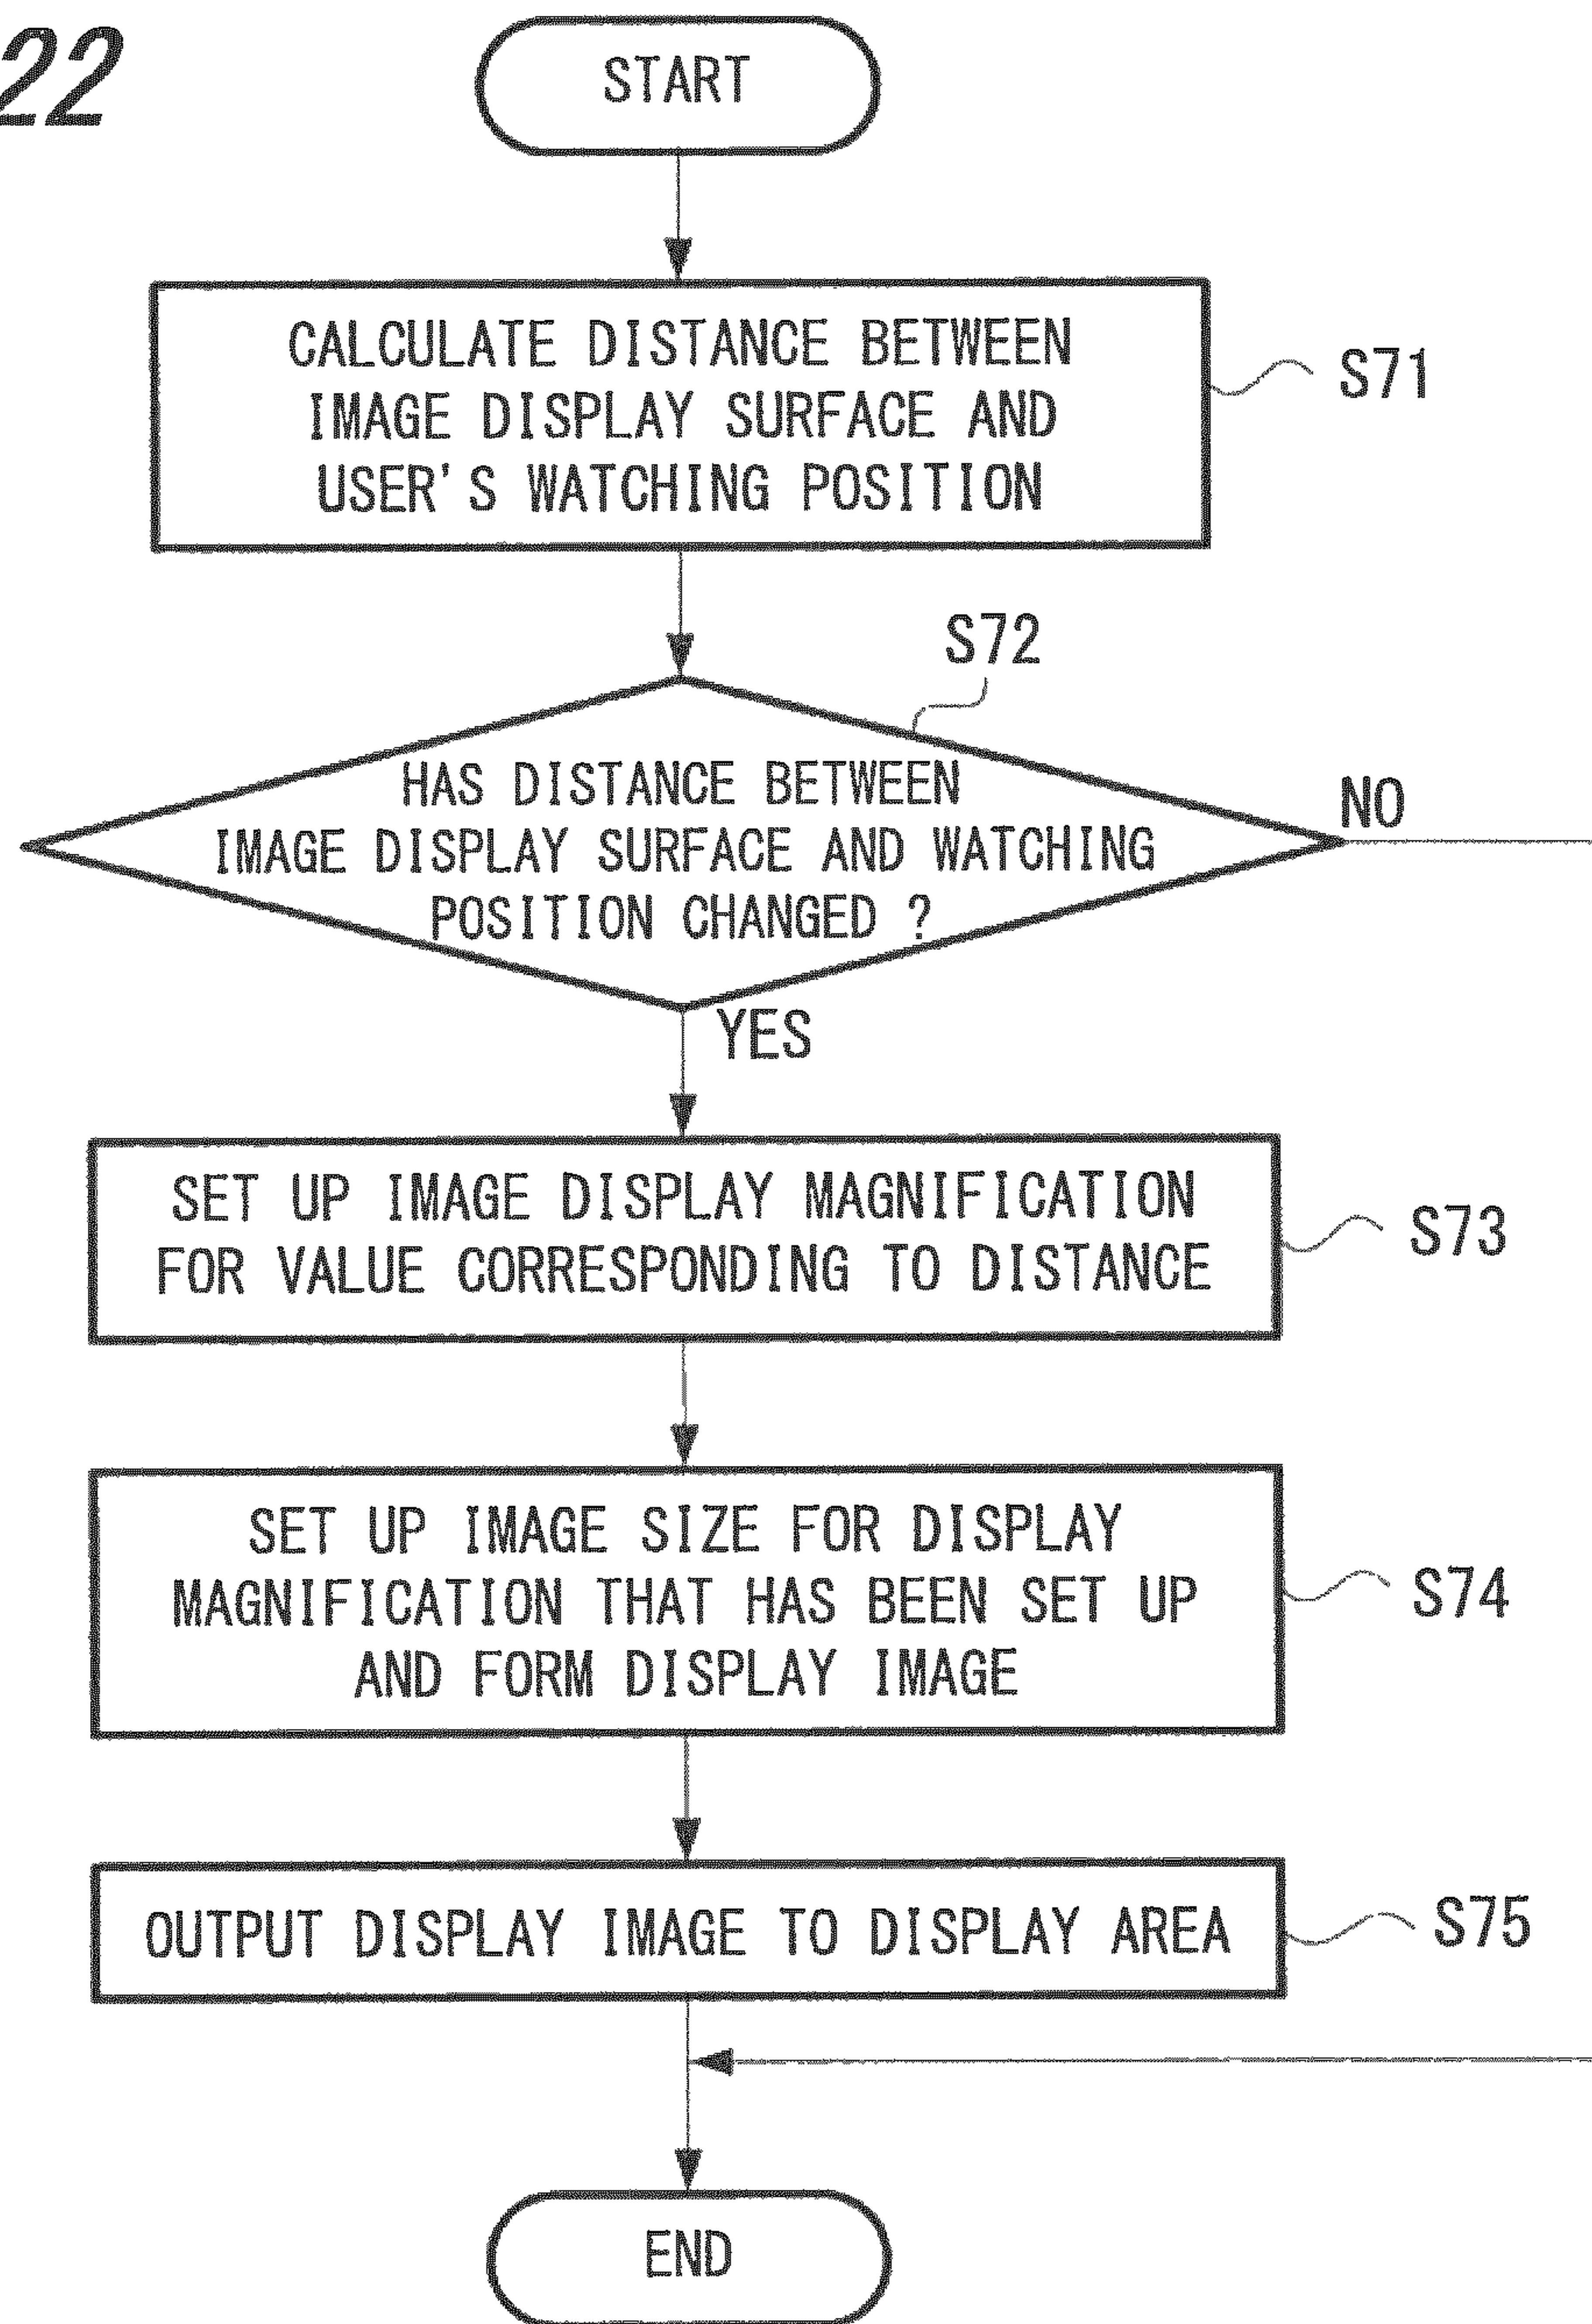 22
START
CALCULATE DISTANCE BETWEEN
IMAGE DISPLAY SURFACE AND
USER'S WATCHING POSITION
S71
S72
HAS DISTANCE BETWEEN
IMAGE DISPLAY SURFACE AND WATCHING
POSITION CHANGED ?
NO
YES
SET UP IMAGE DISPLAY MAGNIFICATION
FOR VALUE CORRESPONDING TO DISTANCE
S73
SET UP IMAGE SIZE FOR DISPLAY
MAGNIFICATION THAT HAS BEEN SET UP
AND FORM DISPLAY IMAGE
S74
OUTPUT DISPLAY IMAGE TO DISPLAY AREA
S75
END